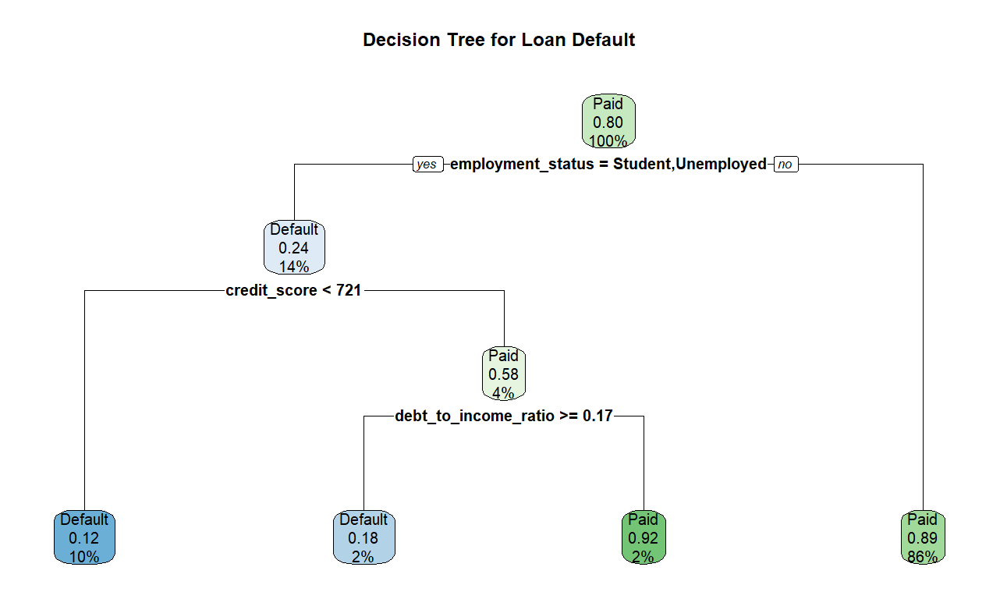 Decision Tree for Loan Default
Paid
0.80
100%
yes
employment_status = Student,Unemployed
no
Default
0.24
14%
credit_score < 721
Paid
0.58
4%
debt_to_income_ratio >= 0.17
Default
0.12
10%
Default
0.18
2%
Paid
0.92
2%
Paid
0.89
86%